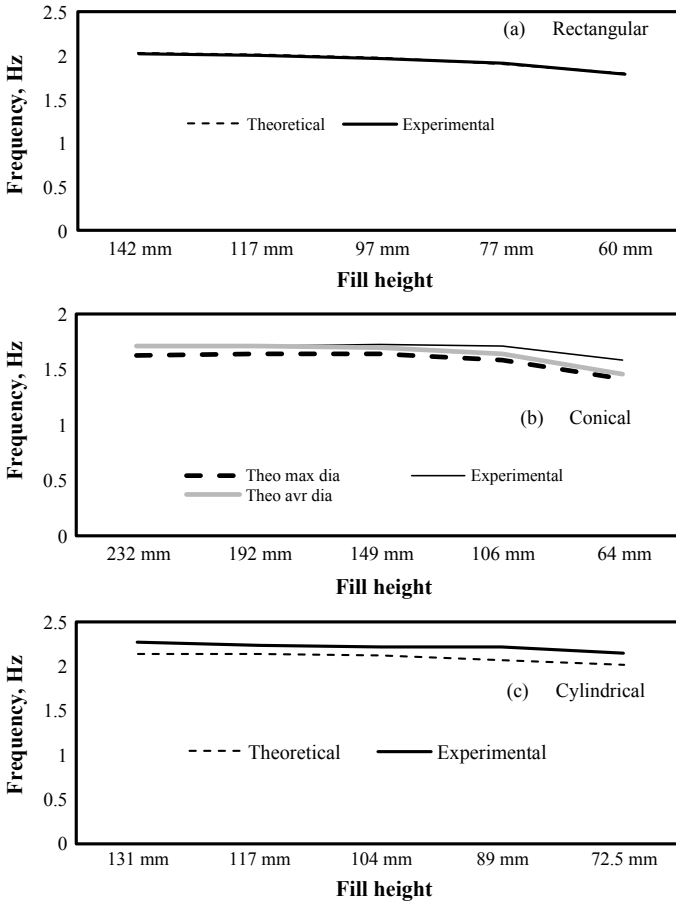 2.5
(a) Rectangular
2
1.5
Theoretical Experimental
1
0.5
0
Frequency, Hz
142 mm 117 mm 97 mm 77 mm 60 mm
Fill height
2
1.5
(b) Conical
1
Theo max dia Experimental
0.5
Theo avr dia
0
Frequency, Hz
232 mm 192 mm 149 mm 106 mm 64 mm
Fill height
2.5
2
(c) Cylindrical
1.5
Theoretical Experimental
1
0.5
0
Frequency, Hz
131 mm 117 mm 104 mm 89 mm 72.5 mm
Fill height